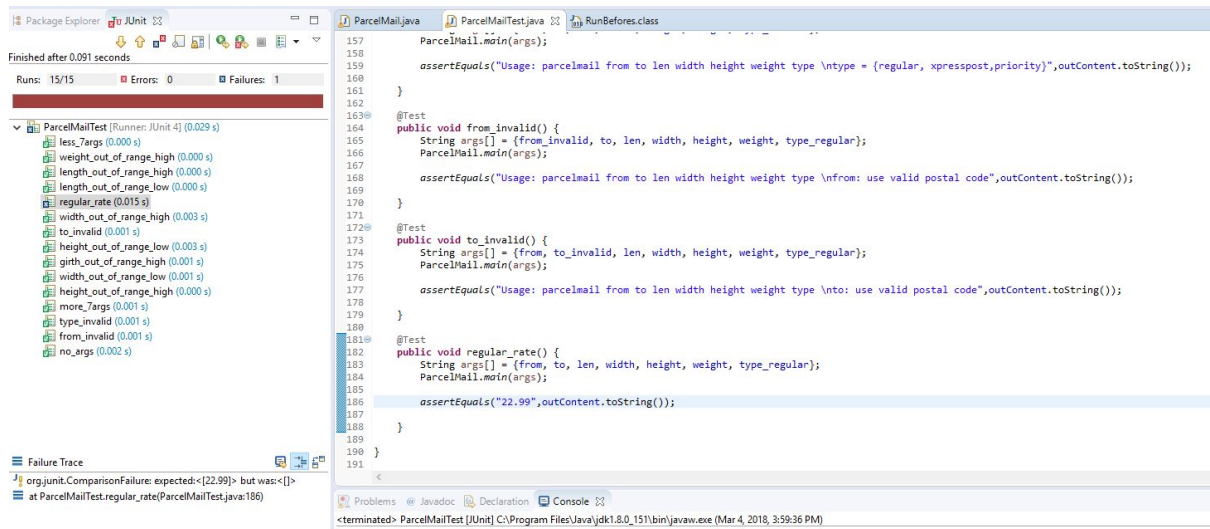 Package Explorer JUnit
Finished after 0.091 seconds
Runs: 15/15 Errors: 0 Failures: 1
ParcelMailTest [Runner: JUnit 4] (0.029 s)
less_7args (0.000 s)
weight_out_of_range_high (0.000 s)
length_out_of_range_high (0.000 s)
length_out_of_range_low (0.000 s)
regular_rate (0.015 s)
width_out_of_range_high (0.003 s)
to_invalid (0.001 s)
height_out_of_range_low (0.003 s)
girth_out_of_range_high (0.001 s)
width_out_of_range_low (0.001 s)
height_out_of_range_high (0.000 s)
more_7args (0.001 s)
type_invalid (0.001 s)
from_invalid (0.001 s)
no_args (0.002 s)
Failure Trace
org.junit.ComparisonFailure: expected:<[22.99]> but was:<[]>
at ParcelMailTest.regular_rate(ParcelMailTest.java:186)
ParcelMail.java ParcelMailTest.java RunBefores.class
157 ParcelMail.main(args);
158
159 assertEquals("Usage: parcelmail from to len width height weight type \ntype = {regular, xpresspost,priority}",outContent.toString());
160
161 }
162
163 @Test
164 public void from_invalid() {
165 String args[] = {from_invalid, to, len, width, height, weight, type_regular};
166 ParcelMail.main(args);
167
168 assertEquals("Usage: parcelmail from to len width height weight type \nfrom: use valid postal code",outContent.toString());
169
170 }
171
172 @Test
173 public void to_invalid() {
174 String args[] = {from, to_invalid, len, width, height, weight, type_regular};
175 ParcelMail.main(args);
176
177 assertEquals("Usage: parcelmail from to len width height weight type \nto: use valid postal code",outContent.toString());
178
179 }
180
181 @Test
182 public void regular_rate() {
183 String args[] = {from, to, len, width, height, weight, type_regular};
184 ParcelMail.main(args);
185
186 assertEquals("22.99",outContent.toString());
187
188 }
189
190 }
191
Problems Javadoc Declaration Console
<terminated> ParcelMailTest [JUnit] C:\Program Files\Java\jdk1.8.0_151\bin\javaw.exe (Mar 4, 2018, 3:59:36 PM)